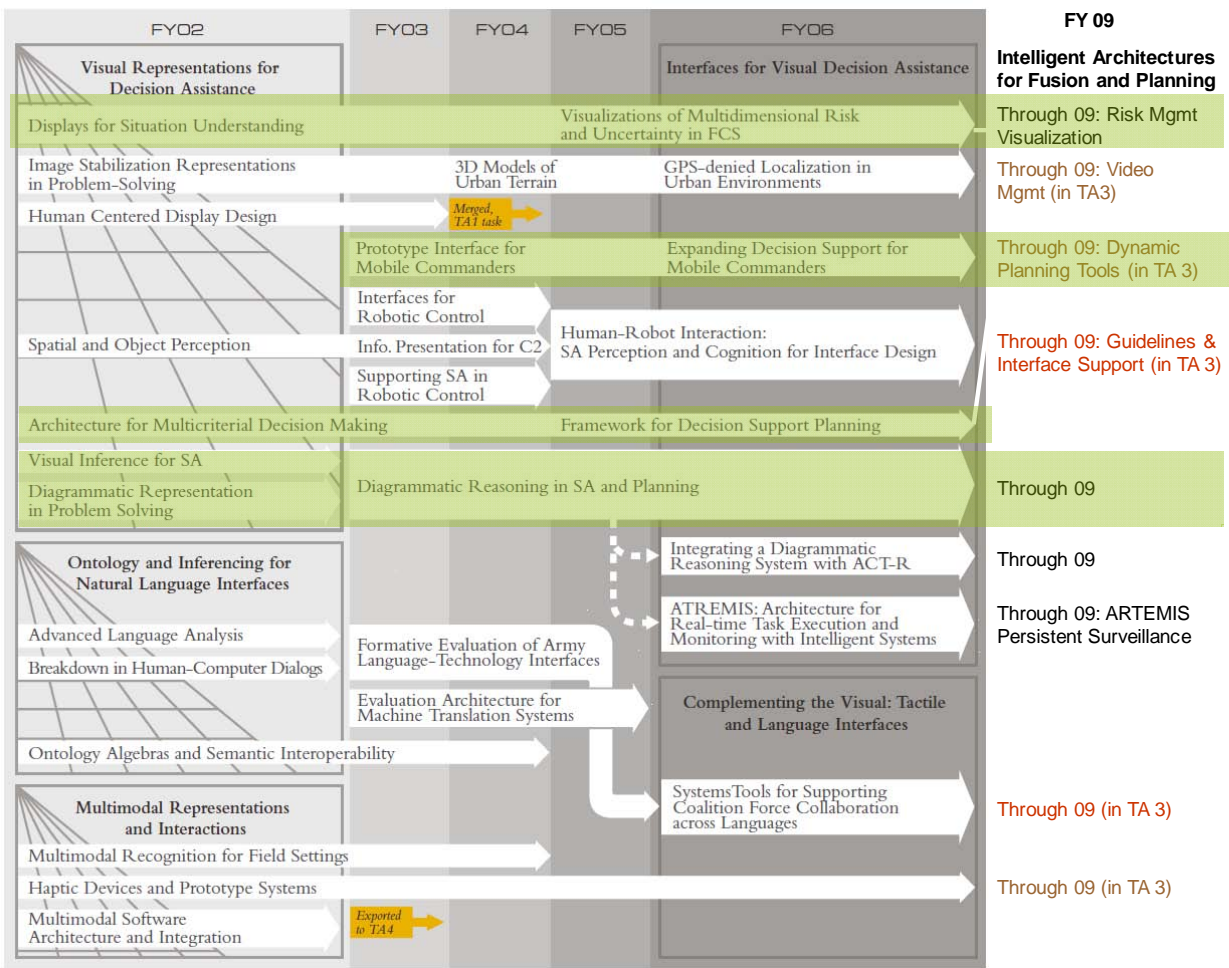 FY02
FY03
FY04
FY05
FY06
FY 09
Intelligent Architectures
for Fusion and Planning
Visual Representations for
Decision Assistance
Interfaces for Visual Decision Assistance
Displays for Situation Understanding
Visualizations of Multidimensional Risk
and Uncertainty in FCS
Through 09: Risk Mgmt
Visualization
Image Stabilization Representations
in Problem-Solving
3D Models of
Urban Terrain
GPS-denied Localization in
Urban Environments
Through 09: Video
Mgmt (in TA3)
Human Centered Display Design
Merged,
TA1 task
Prototype Interface for
Mobile Commanders
Expanding Decision Support for
Mobile Commanders
Through 09: Dynamic
Planning Tools (in TA 3)
Interfaces for
Robotic Control
Spatial and Object Perception
Info. Presentation for C2
Human-Robot Interaction:
SA Perception and Cognition for Interface Design
Through 09: Guidelines &
Interface Support (in TA 3)
Supporting SA in
Robotic Control
Architecture for Multicriterial Decision Making
Framework for Decision Support Planning
Visual Inference for SA
Diagrammatic Representation
in Problem Solving
Diagrammatic Reasoning in SA and Planning
Through 09
Ontology and Inferencing for
Natural Language Interfaces
Integrating a Diagrammatic
Reasoning System with ACT-R
Through 09
Advanced Language Analysis
ATREMIS: Architecture for
Real-time Task Execution and
Monitoring with Intelligent Systems
Through 09: ARTEMIS
Persistent Surveillance
Breakdown in Human-Computer Dialogs
Formative Evaluation of Army
Language-Technology Interfaces
Evaluation Architecture for
Machine Translation Systems
Complementing the Visual: Tactile
and Language Interfaces
Ontology Algebras and Semantic Interoperability
Multimodal Representations
and Interactions
SystemsTools for Supporting
Coalition Force Collaboration
across Languages
Through 09 (in TA 3)
Multimodal Recognition for Field Settings
Haptic Devices and Prototype Systems
Through 09 (in TA 3)
Multimodal Software
Architecture and Integration
Exported
to TA4